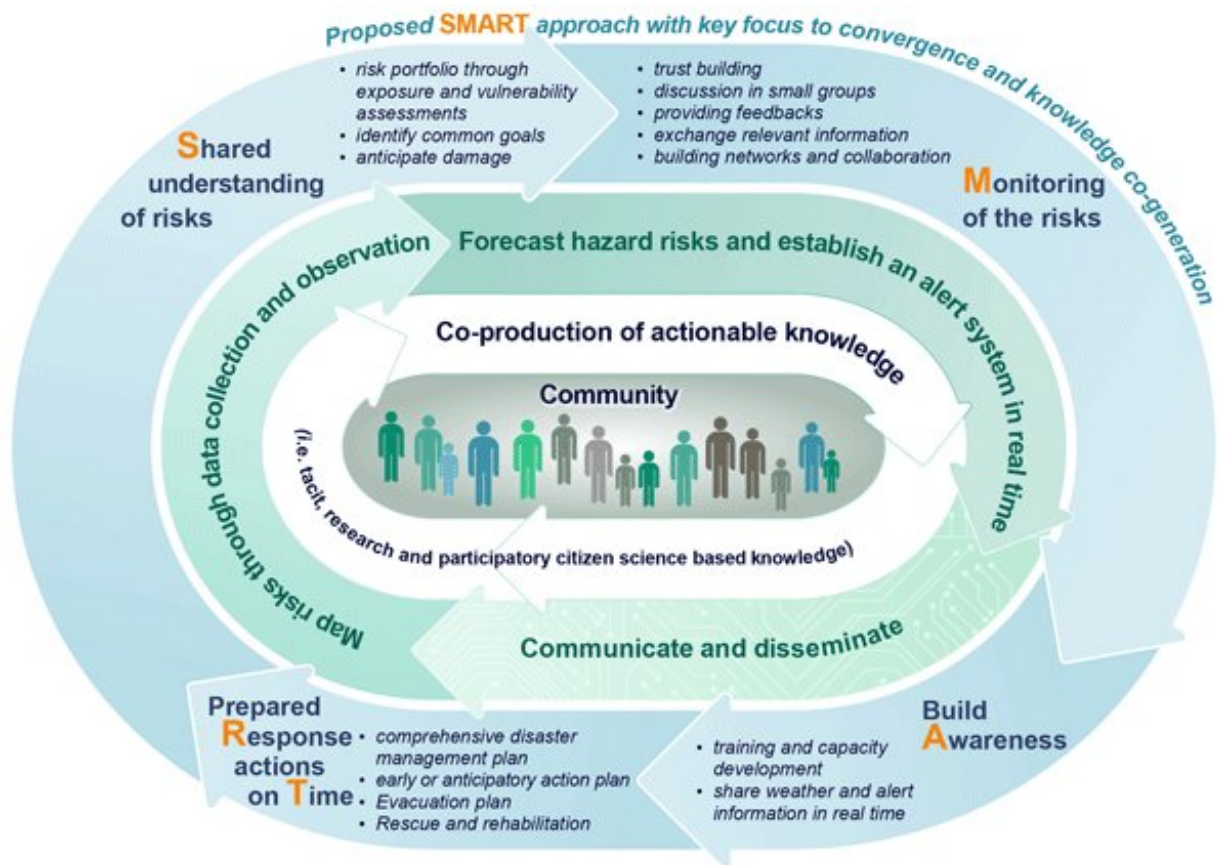 Proposed SMART approach with key focus to convergence and knowledge co-generation
Shared
understanding
of risks
• risk portfolio through
exposure and vulnerability
assessments
• identify common goals
• anticipate damage
• trust building
• discussion in small groups
• providing feedbacks
• exchange relevant information
• building networks and collaboration
Monitoring
of the risks
Map risks through data collection and observation
Forecast hazard risks and establish an alert system in real time
Co-production of actionable knowledge
Community
(i.e. tacit, research and participatory citizen science based knowledge)
Communicate and disseminate
Build
Awareness
• training and capacity
development
• share weather and alert
information in real time
Prepared
Response
actions
on Time
• comprehensive disaster
management plan
• early or anticipatory action plan
• Evacuation plan
• Rescue and rehabilitation